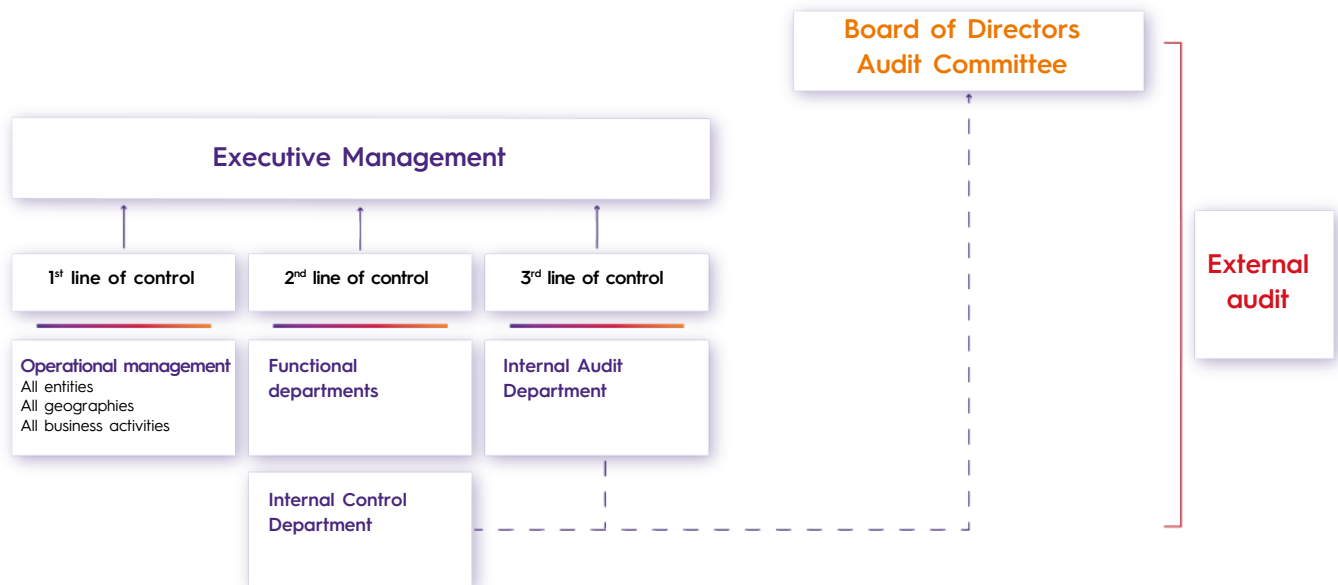 Board of Directors
Audit Committee
Executive Management
1st line of control
2nd line of control
3rd line of control
External
audit
Operational management
All entities
All geographies
All business activities
Functional
departments
Internal Audit
Department
Internal Control
Department